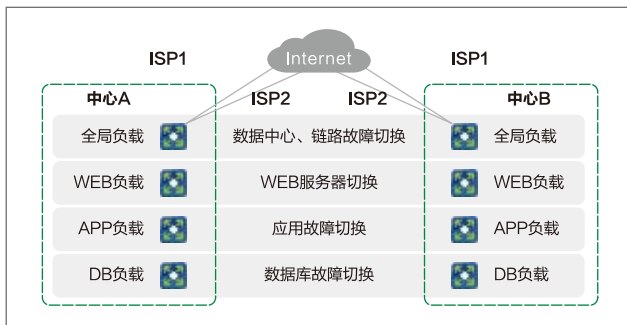 Internet
ISP1 ISP1
中心A ISP2 ISP2 中心B
全局负载 数据中心、链路故障切换 全局负载
WEB负载 WEB服务器切换 WEB负载
APP负载 应用故障切换 APP负载
DB负载 数据库故障切换 DB负载